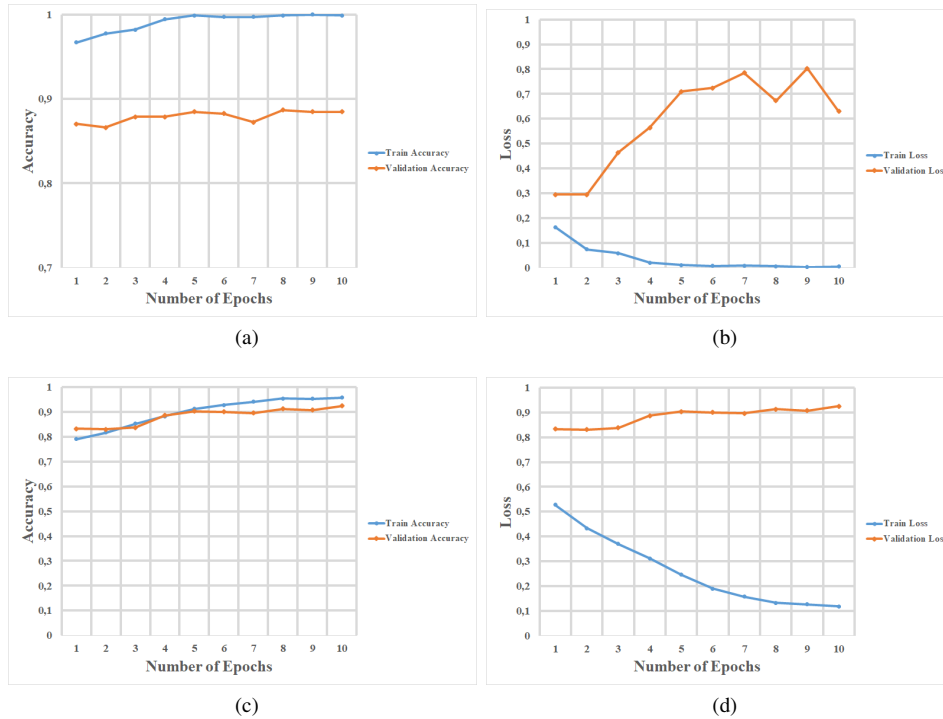 1
0,9
0,8
0,7
Accuracy
1 2 3 4 5 6 7 8 9 10
Number of Epochs
Train Accuracy
Validation Accuracy
(a)
1
0,9
0,8
0,7
0,6
0,5
0,4
0,3
0,2
0,1
0
Loss
1 2 3 4 5 6 7 8 9 10
Number of Epochs
Train Loss
Validation Loss
(b)
1
0,9
0,8
0,7
0,6
0,5
0,4
0,3
0,2
0,1
0
Accuracy
1 2 3 4 5 6 7 8 9 10
Number of Epochs
Train Accuracy
Validation Accuracy
(c)
1
0,9
0,8
0,7
0,6
0,5
0,4
0,3
0,2
0,1
0
Loss
1 2 3 4 5 6 7 8 9 10
Number of Epochs
Train Loss
Validation Loss
(d)